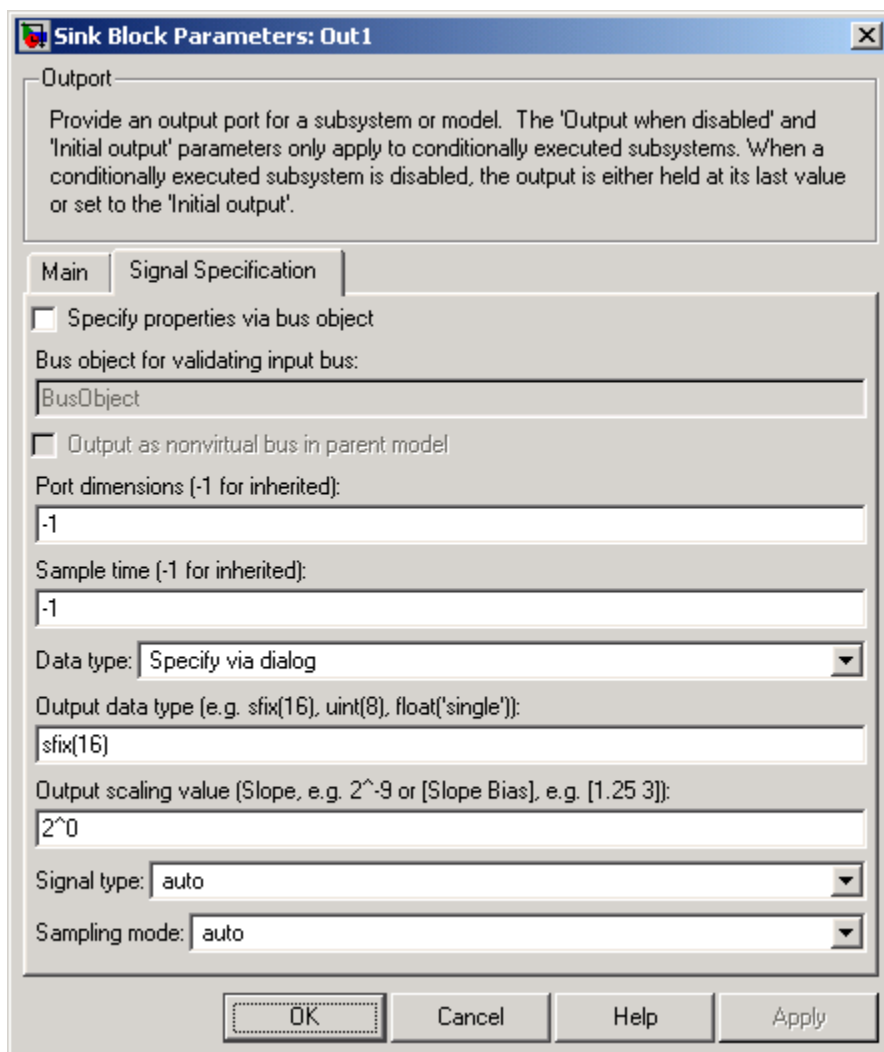 Sink Block Parameters: Out1
Outport
Provide an output port for a subsystem or model.  The 'Output when disabled' and
'Initial output' parameters only apply to conditionally executed subsystems. When a
conditionally executed subsystem is disabled, the output is either held at its last value
or set to the 'Initial output'.
Main
Signal Specification
Specify properties via bus object
Bus object for validating input bus:
BusObject
Output as nonvirtual bus in parent model
Port dimensions (-1 for inherited):
-1
Sample time (-1 for inherited):
-1
Data type: Specify via dialog
Output data type (e.g. sfix(16), uint(8), float('single')):
sfix(16)
Output scaling value (Slope, e.g. 2^-9 or [Slope Bias], e.g. [1.25 3]):
2^0
Signal type: auto
Sampling mode: auto
OK
Cancel
Help
Apply